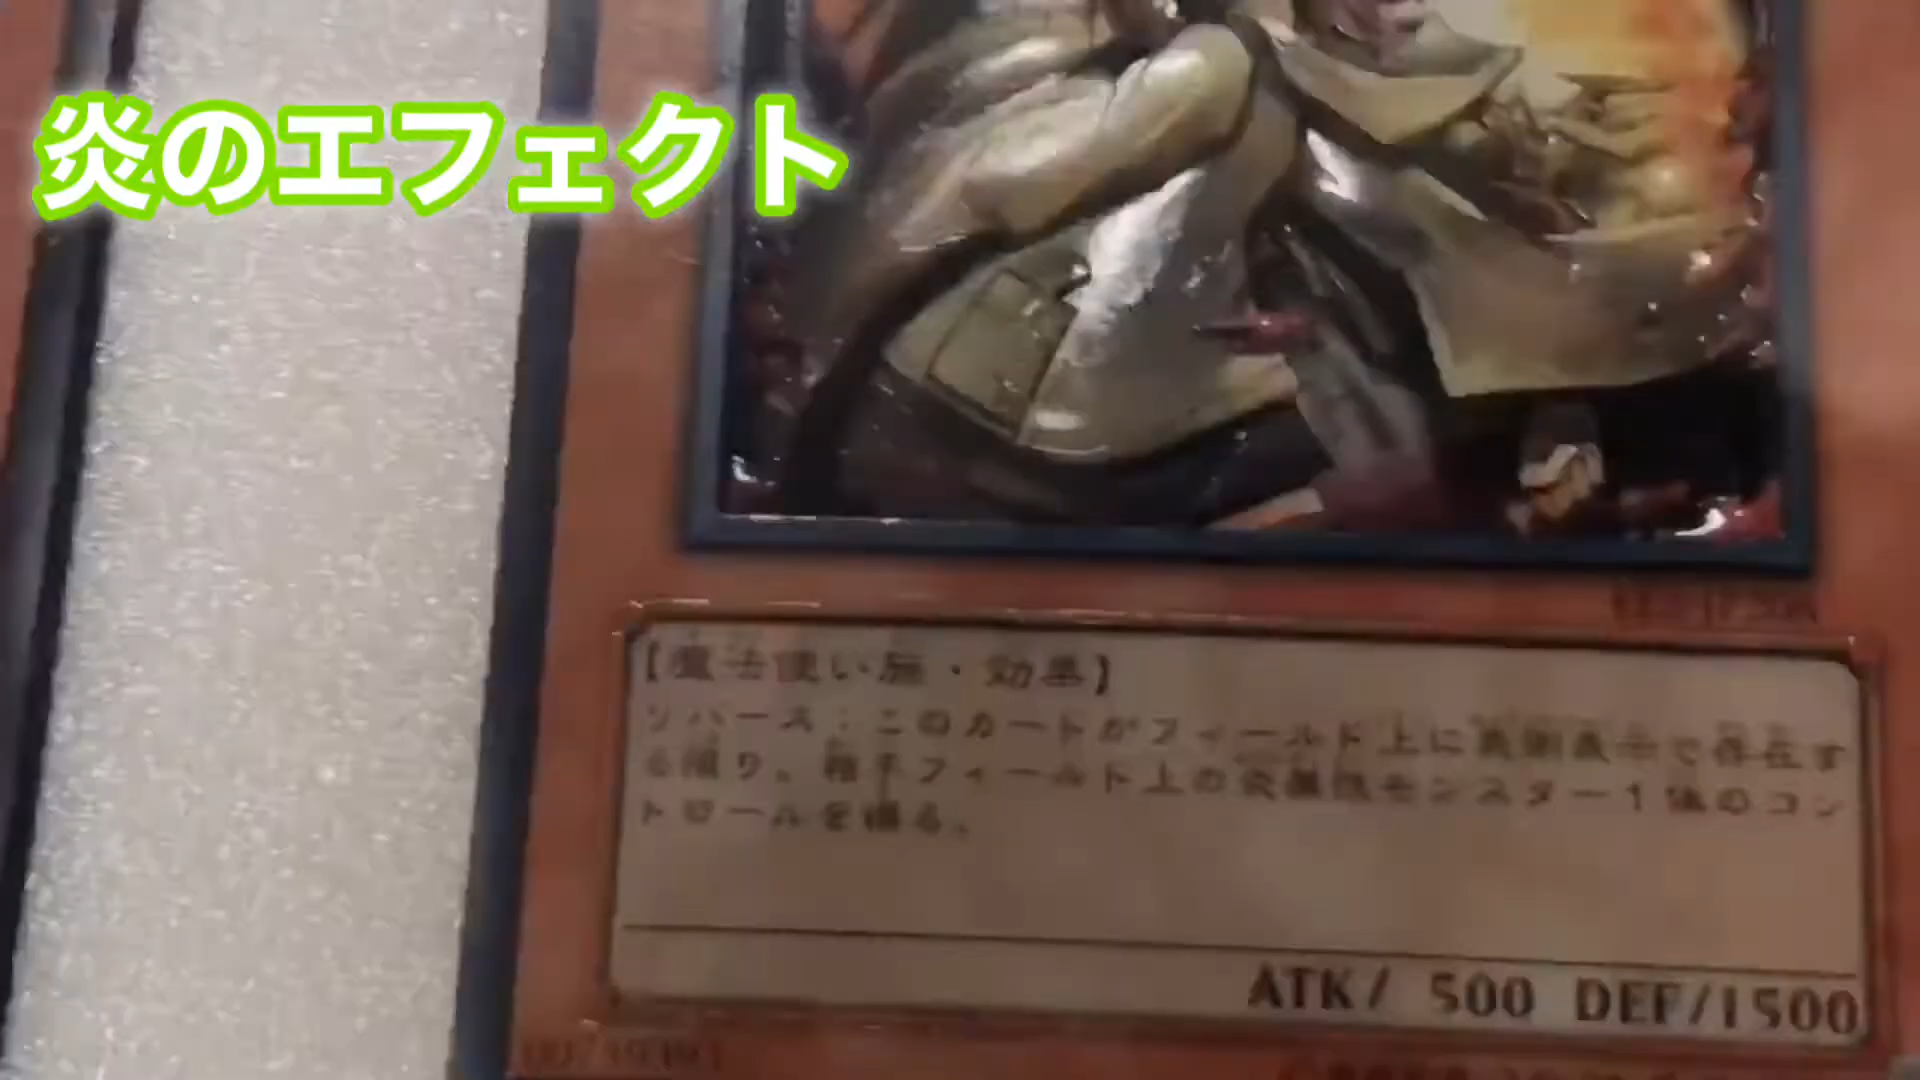 炎のエフェクト
【魔法使い族・効果】
リバース：このカードがフィールド上に表側表示で存在す
る限り、相手フィールド上の炎属性モンスター１体のコン
トロールを得る。
ATK/ 500 DEF/1500